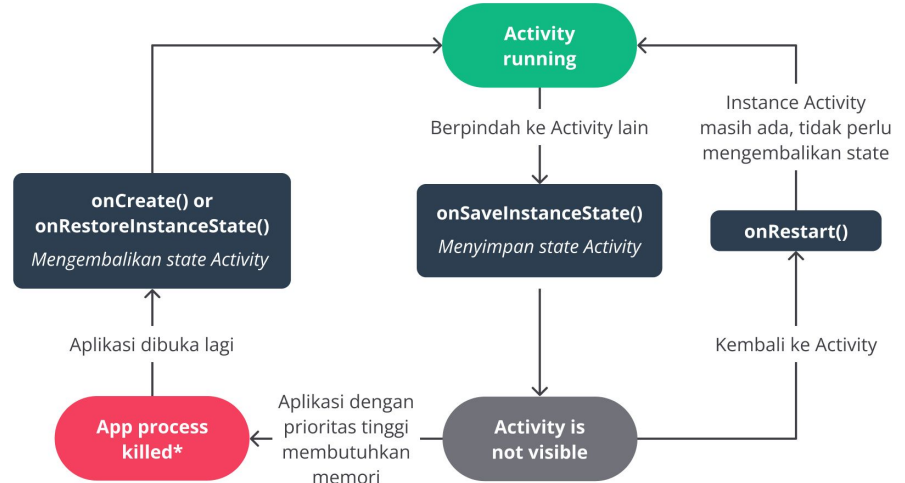 Activity
running
Berpindah ke Activity lain
Instance Activity
masih ada, tidak perlu
mengembalikan state
onCreate() or
onRestoreInstanceState()
Mengembalikan state Activity
onSaveInstanceState()
Menyimpan state Activity
onRestart()
Aplikasi dibuka lagi
Kembali ke Activity
App process
killed*
Aplikasi dengan
prioritas tinggi
membutuhkan
memori
Activity is
not visible